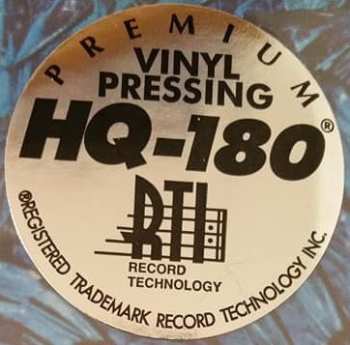 PREMIUM
VINYL
PRESSING
HQ-180®
RTI
RECORD
TECHNOLOGY
®REGISTERED TRADEMARK RECORD TECHNOLOGY INC.